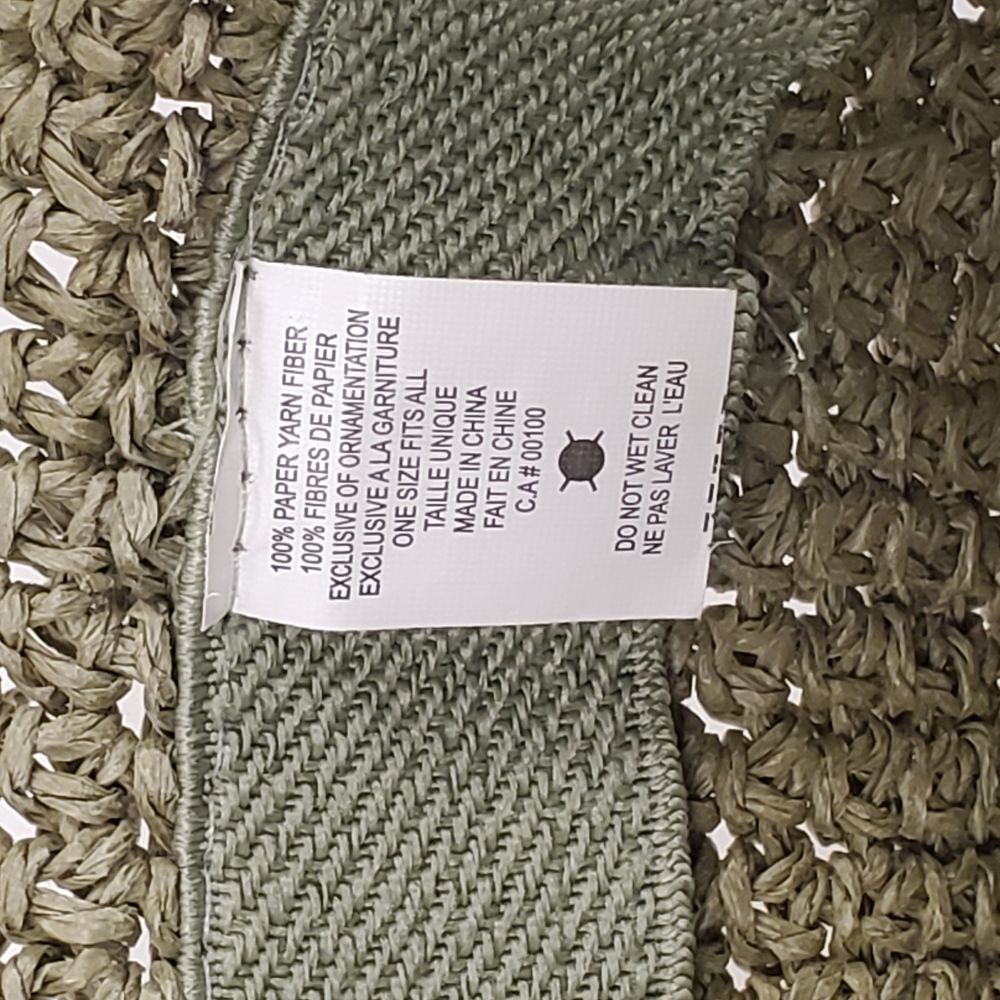 100% PAPER YARN FIBER
100% FIBRES DE PAPIER
EXCLUSIVE OF ORNAMENTATION
EXCLUSIVE A LA GARNITURE
ONE SIZE FITS ALL
TAILLE UNIQUE
MADE IN CHINA
FAIT EN CHINE
C.A # 00100
DO NOT WET CLEAN
NE PAS LAVER L'EAU